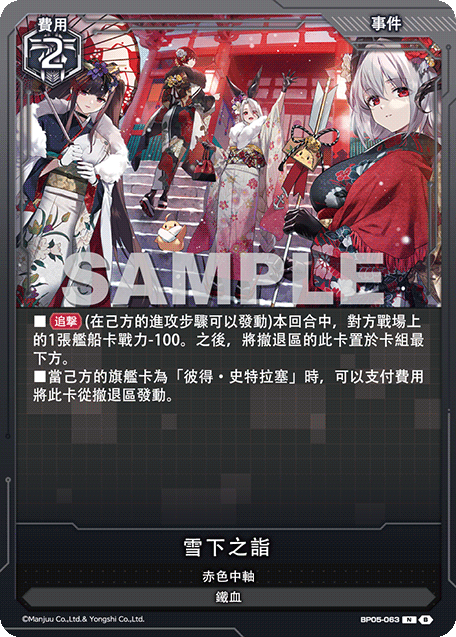 費用
事件
2
SAMPLE
■追擊(在己方的進攻步驟可以發動)本回合中，對方戰場上
的1張艦船卡戰力-100。之後，將撤退區的此卡置於卡組最
下方。
■當己方的旗艦卡為「彼得・史特拉塞」時，可以支付費用
將此卡從撤退區發動。
雪下之詣
赤色中軸
鐵血
©Manjuu Co.,Ltd.& Yongshi Co.,Ltd.
BP05-063 N B